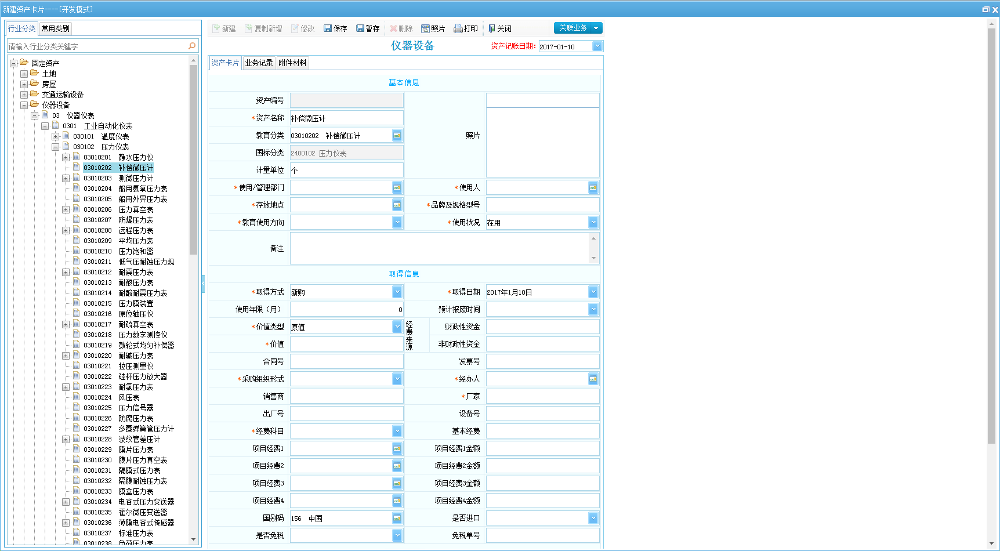 新建资产卡片----[开发模式]
行业分类 常用类别
请输入行业分类关键字
固定资产
土地
房屋
交通运输设备
仪器设备
03 仪器仪表
0301 工业自动化仪表
030101 温度仪表
030102 压力仪表
03010201 静水压力仪
03010202 补偿微压计
03010203 测微压力计
03010204 船用氨氧压力表
03010205 船用外界压力表
03010206 压力真空表
03010207 防爆压力表
03010208 远程压力表
03010209 平均压力表
03010210 压力饱和器
03010211 低气压耐蚀压力规
03010212 耐震压力表
03010213 耐酸压力表
03010214 耐酸耐震压力表
03010215 压力膜装置
03010216 原位轴压仪
03010217 耐硫真空表
03010218 压力数字测控仪
03010219 鼓轮式均匀补偿器
03010220 耐碱压力表
03010221 拉压测量仪
03010222 硅杯压力放大器
03010223 耐氯压力表
03010224 风压表
03010225 压力信号器
03010226 防腐压力表
03010227 多圈弹簧管压力计
03010228 波纹管差压计
03010229 膜片压力表
03010230 膜片压力真空表
03010231 隔膜式压力表
03010232 隔膜耐蚀压力表
03010233 膜盒压力表
03010234 电容式压力变送器
03010235 霍尔微压变送器
03010236 薄膜电容式传感器
03010237 标准压力表
03010238 负荷压力表
新建 复制新增 修改 保存 暂存 删除 照片 打印 关闭 关联业务
仪器设备 资产记账日期: 2017-01-10
资产卡片 业务记录 附件材料
基本信息
资产编号
*资产名称 补偿微压计
教育分类 03010202 补偿微压计 照片
国标分类 2400102 压力仪表
计量单位 个
*使用/管理部门 *使用人
*存放地点 *品牌及规格型号
*教育使用方向 *使用状况 在用
备注
取得信息
*取得方式 新购 *取得日期 2017年1月10日
使用年限（月） 0 预计报废时间
*价值类型 原值 经费来源 财政性资金
*价值 非财政性资金
合同号 发票号
*采购组织形式 *经办人
销售商 *厂家
出厂号 设备号
*经费科目 基本经费
项目经费1 项目经费1金额
项目经费2 项目经费2金额
项目经费3 项目经费3金额
项目经费4 项目经费4金额
国别码 156 中国 是否进口
是否免税 免税单号